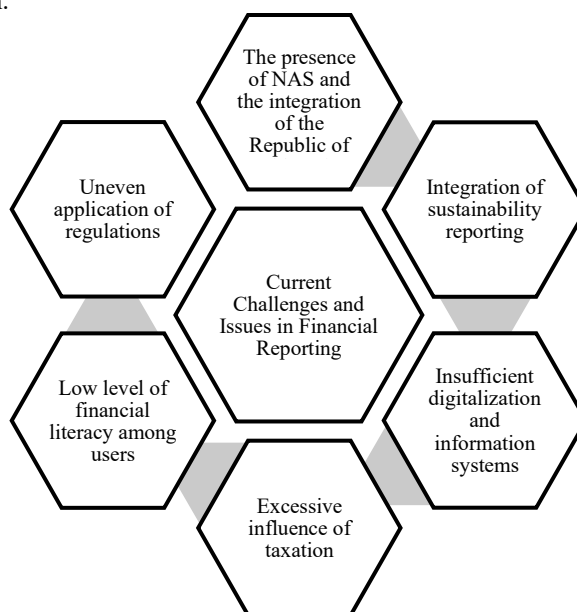 The presence
of NAS and
the integration
of the
Republic of
Integration of
sustainability
reporting
Insufficient
digitalization
and
information
systems
Excessive
influence of
taxation
Low level of
financial
literacy among
users
Uneven
application of
regulations
Current
Challenges and
Issues in Financial
Reporting